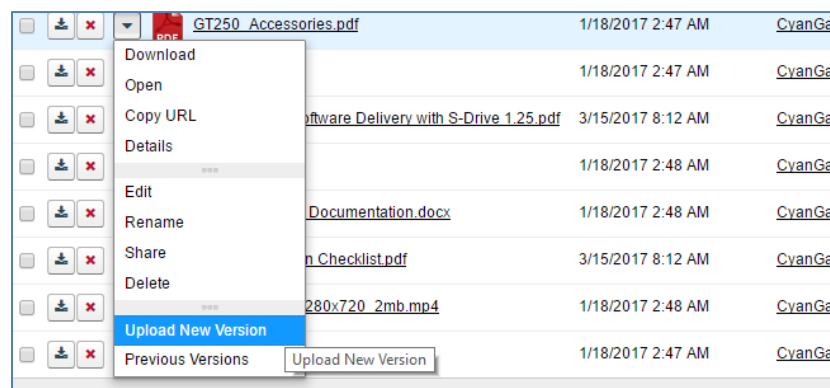 GT250_Accessories.pdf 1/18/2017 2:47 AM CyanGa
PDF
Download
1/18/2017 2:47 AM CyanGa
Open
Copy URL
oftware Delivery with S-Drive 1.25.pdf 3/15/2017 8:12 AM CyanGa
Details
1/18/2017 2:48 AM CyanGa
Edit
Rename
Documentation.docx 1/18/2017 2:48 AM CyanGa
Share
n Checklist.pdf 3/15/2017 8:12 AM CyanGa
Delete
280x720_2mb.mp4 1/18/2017 2:48 AM CyanGa
Upload New Version
Previous Versions
Upload New Version
1/18/2017 2:47 AM CyanGa